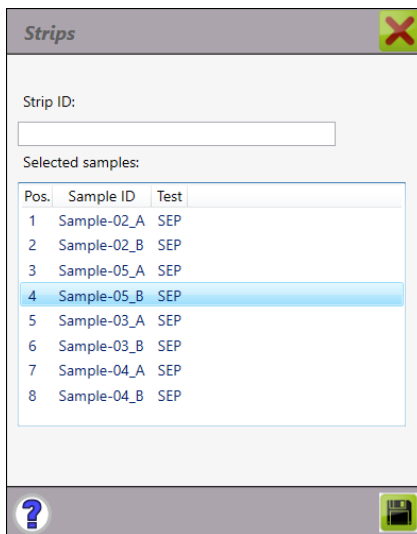 Strips
Strip ID:
Selected samples:
Pos. Sample ID Test
1 Sample-02_A SEP
2 Sample-02_B SEP
3 Sample-05_A SEP
4 Sample-05_B SEP
5 Sample-03_A SEP
6 Sample-03_B SEP
7 Sample-04_A SEP
8 Sample-04_B SEP
?